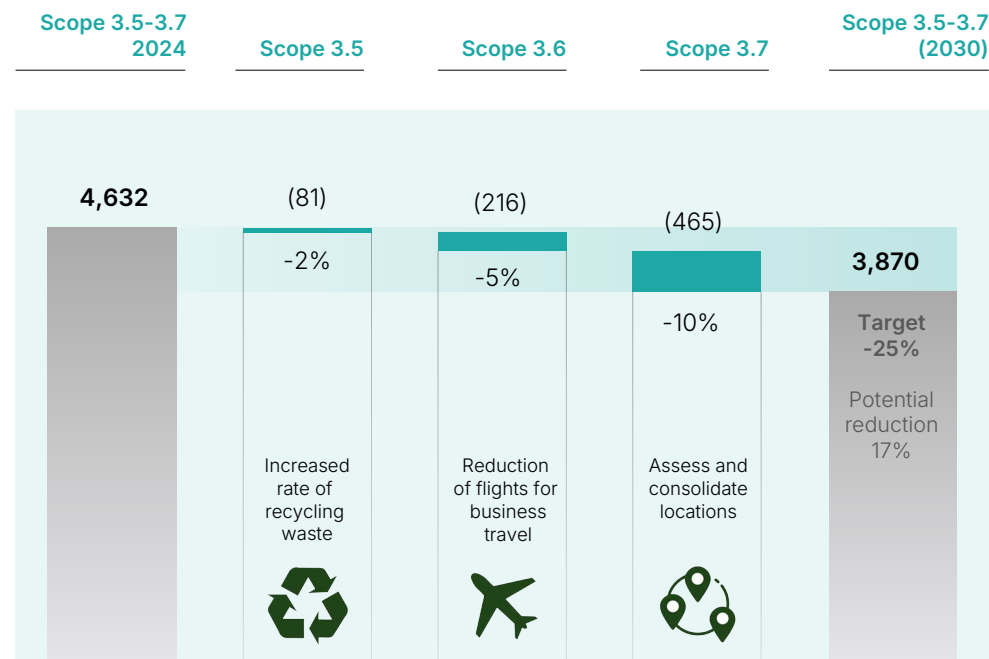 Scope 3.5-3.7
2024
Scope 3.5
Scope 3.6
Scope 3.7
Scope 3.5-3.7
(2030)
4,632
(81)
-2%
(216)
-5%
(465)
-10%
3,870
Target
-25%
Potential
reduction
17%
Increased
rate of
recycling
waste
Reduction
of flights for
business
travel
Assess and
consolidate
locations